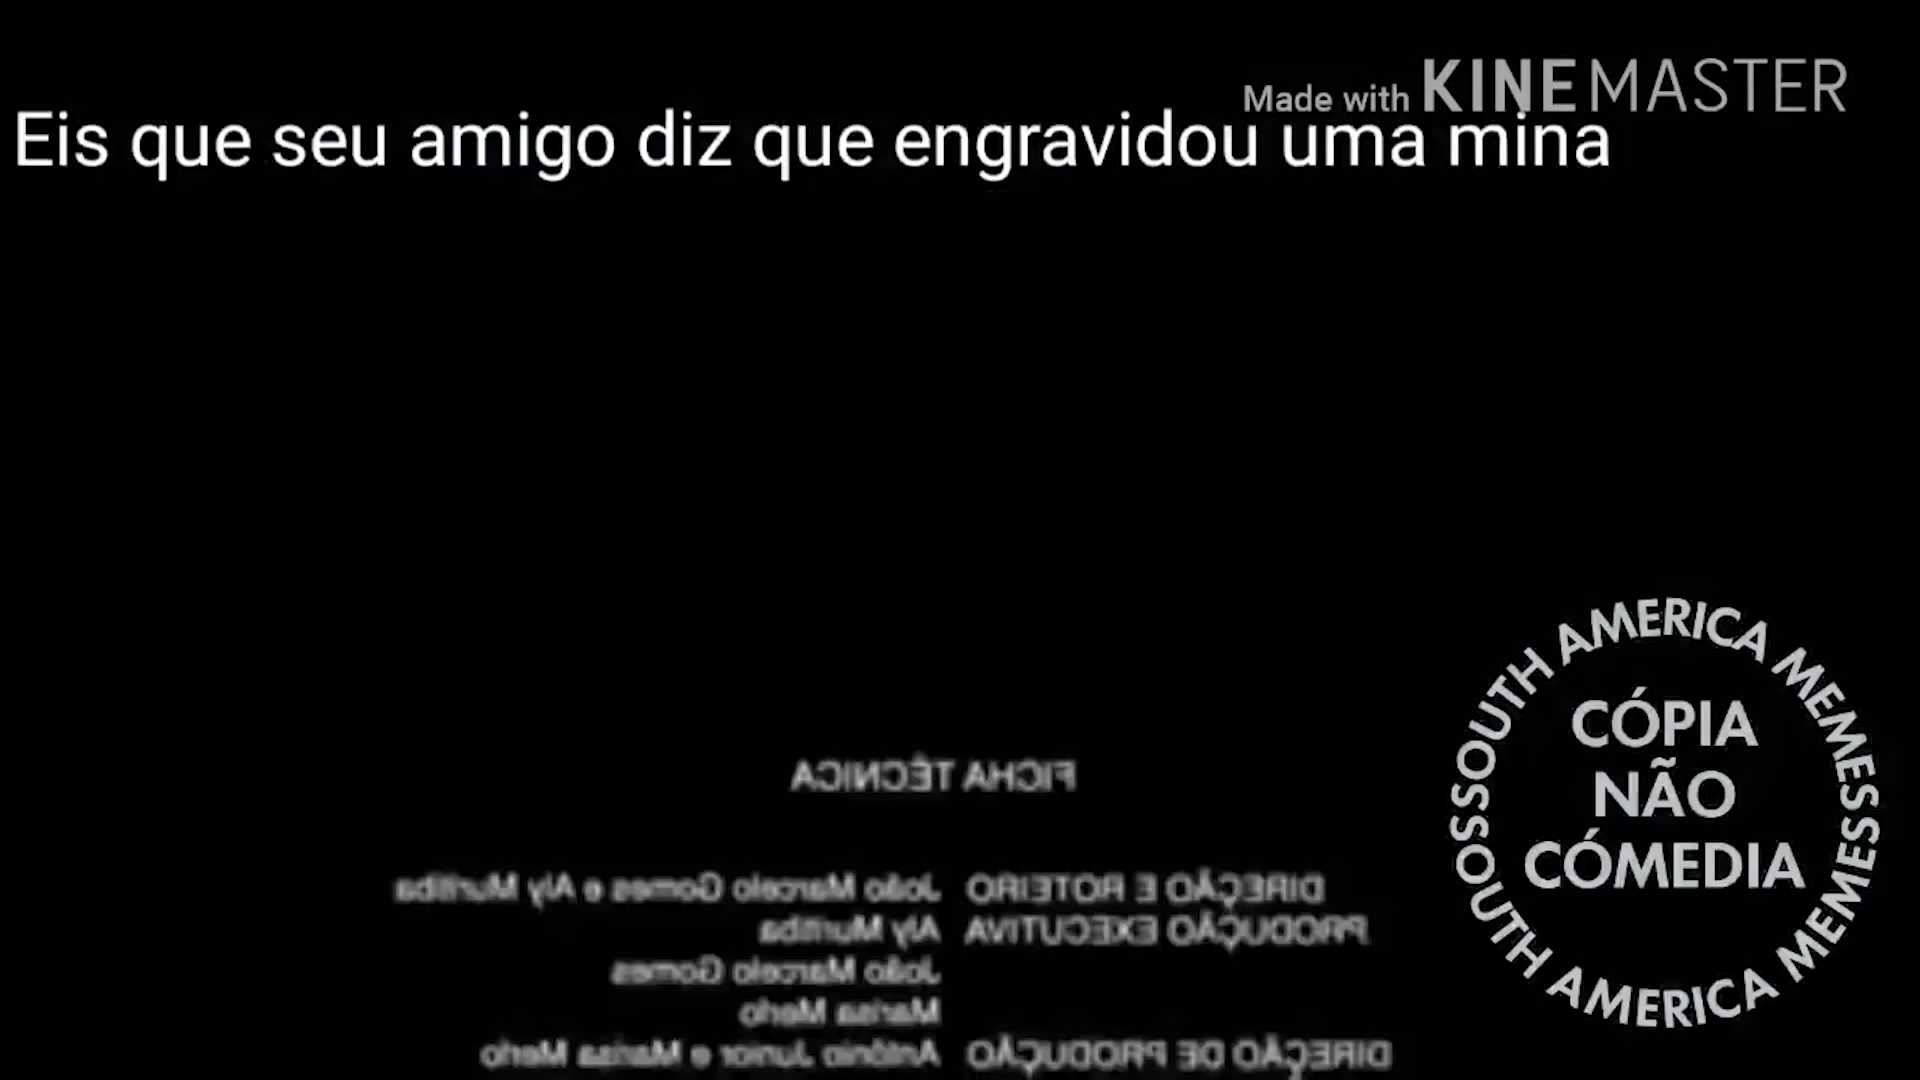 Made with KINEMASTER
Eis que seu amigo diz que engravidou uma mina
SOUTH AMERICA MEMES
CÓPIA
NÃO
CÓMEDIA
SOUTH AMERICA MEMES
FICHA TÉCNICA
DIREÇÃO E ROTEIRO João Marcelo Gomes e Aly Muritiba
PRODUÇÃO EXECUTIVA Aly Muritiba
João Marcelo Gomes
Marisa Merlo
DIREÇÃO DE PRODUÇÃO Antônio Junior e Marisa Merlo